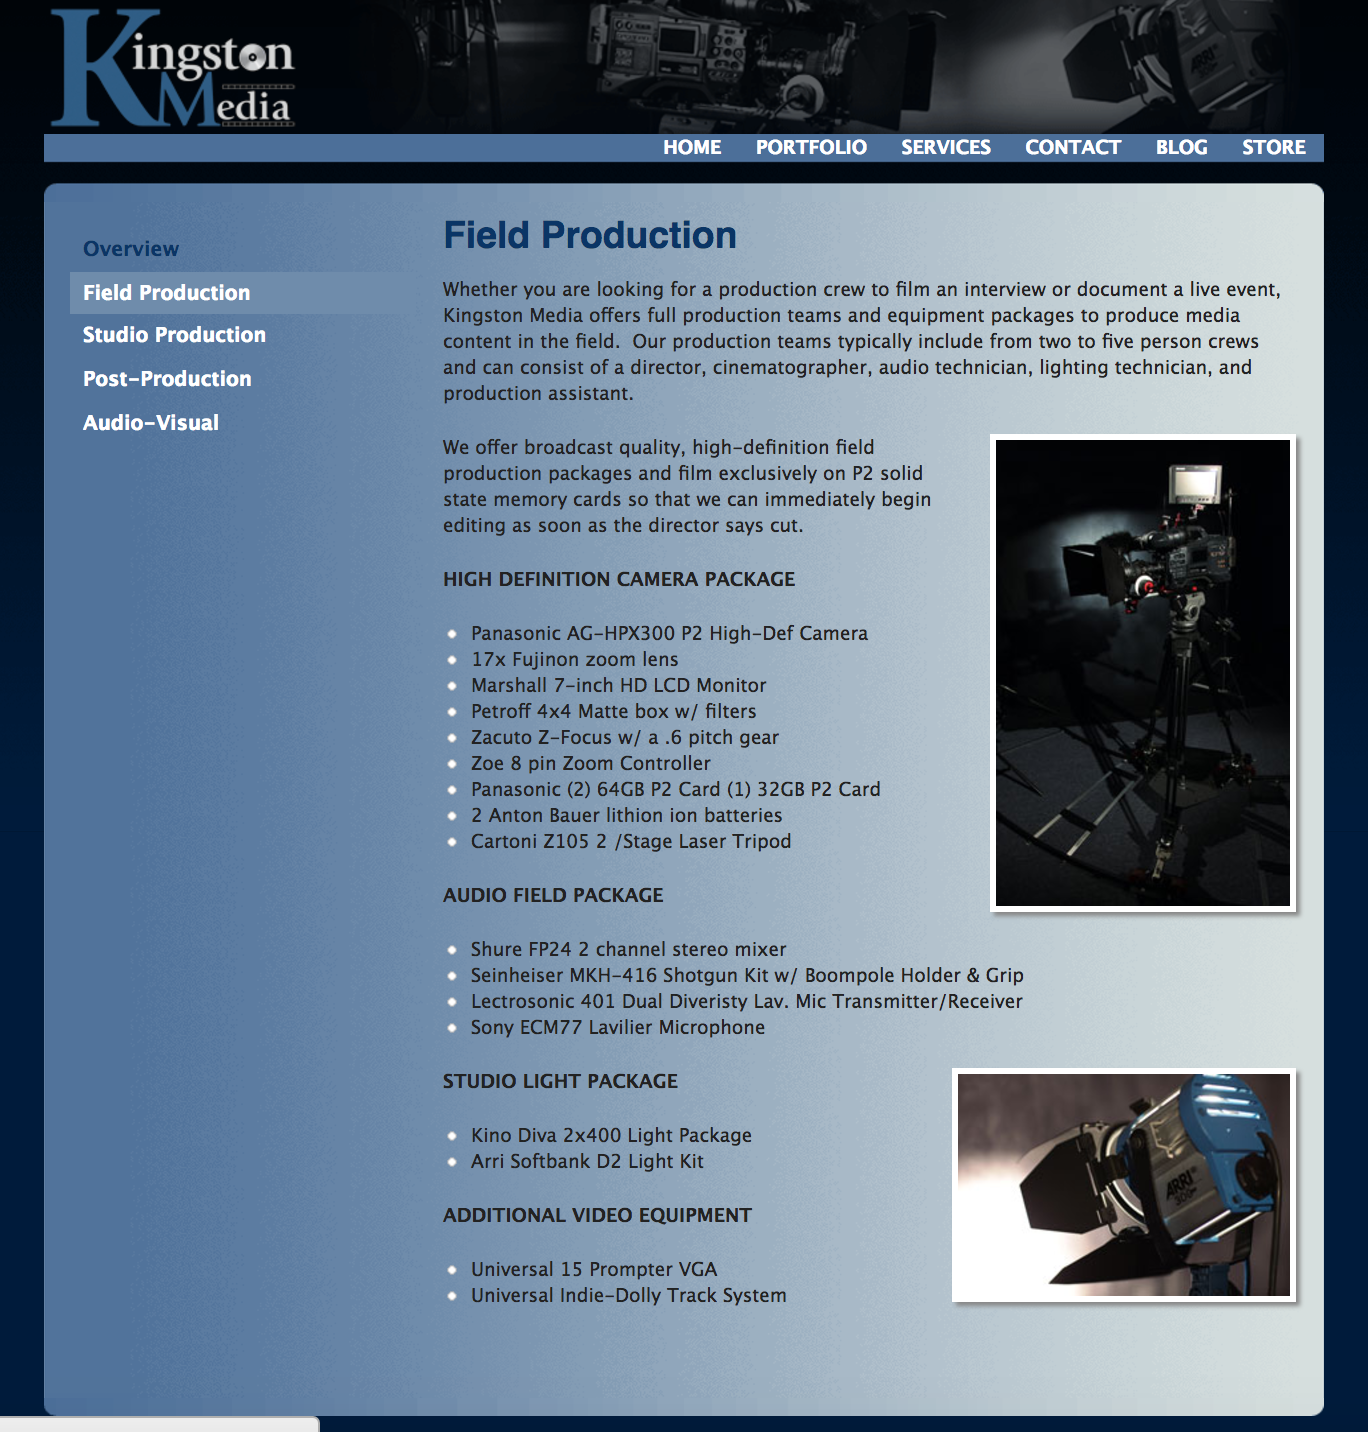 Kingston
Media
HOME PORTFOLIO SERVICES CONTACT BLOG STORE
Overview
Field Production
Studio Production
Post-Production
Audio-Visual
Field Production
Whether you are looking for a production crew to film an interview or document a live event,
Kingston Media offers full production teams and equipment packages to produce media
content in the field. Our production teams typically include from two to five person crews
and can consist of a director, cinematographer, audio technician, lighting technician, and
production assistant.
We offer broadcast quality, high-definition field
production packages and film exclusively on P2 solid
state memory cards so that we can immediately begin
editing as soon as the director says cut.
HIGH DEFINITION CAMERA PACKAGE
Panasonic AG-HPX300 P2 High-Def Camera
17x Fujinon zoom lens
Marshall 7-inch HD LCD Monitor
Petroff 4x4 Matte box w/ filters
Zacuto Z-Focus w/ a .6 pitch gear
Zoe 8 pin Zoom Controller
Panasonic (2) 64GB P2 Card (1) 32GB P2 Card
2 Anton Bauer lithion ion batteries
Cartoni Z105 2 /Stage Laser Tripod
AUDIO FIELD PACKAGE
Shure FP24 2 channel stereo mixer
Seinheiser MKH-416 Shotgun Kit w/ Boompole Holder & Grip
Lectrosonic 401 Dual Diveristy Lav. Mic Transmitter/Receiver
Sony ECM77 Lavilier Microphone
STUDIO LIGHT PACKAGE
Kino Diva 2x400 Light Package
Arri Softbank D2 Light Kit
ARRI
300
ADDITIONAL VIDEO EQUIPMENT
Universal 15 Prompter VGA
Universal Indie-Dolly Track System